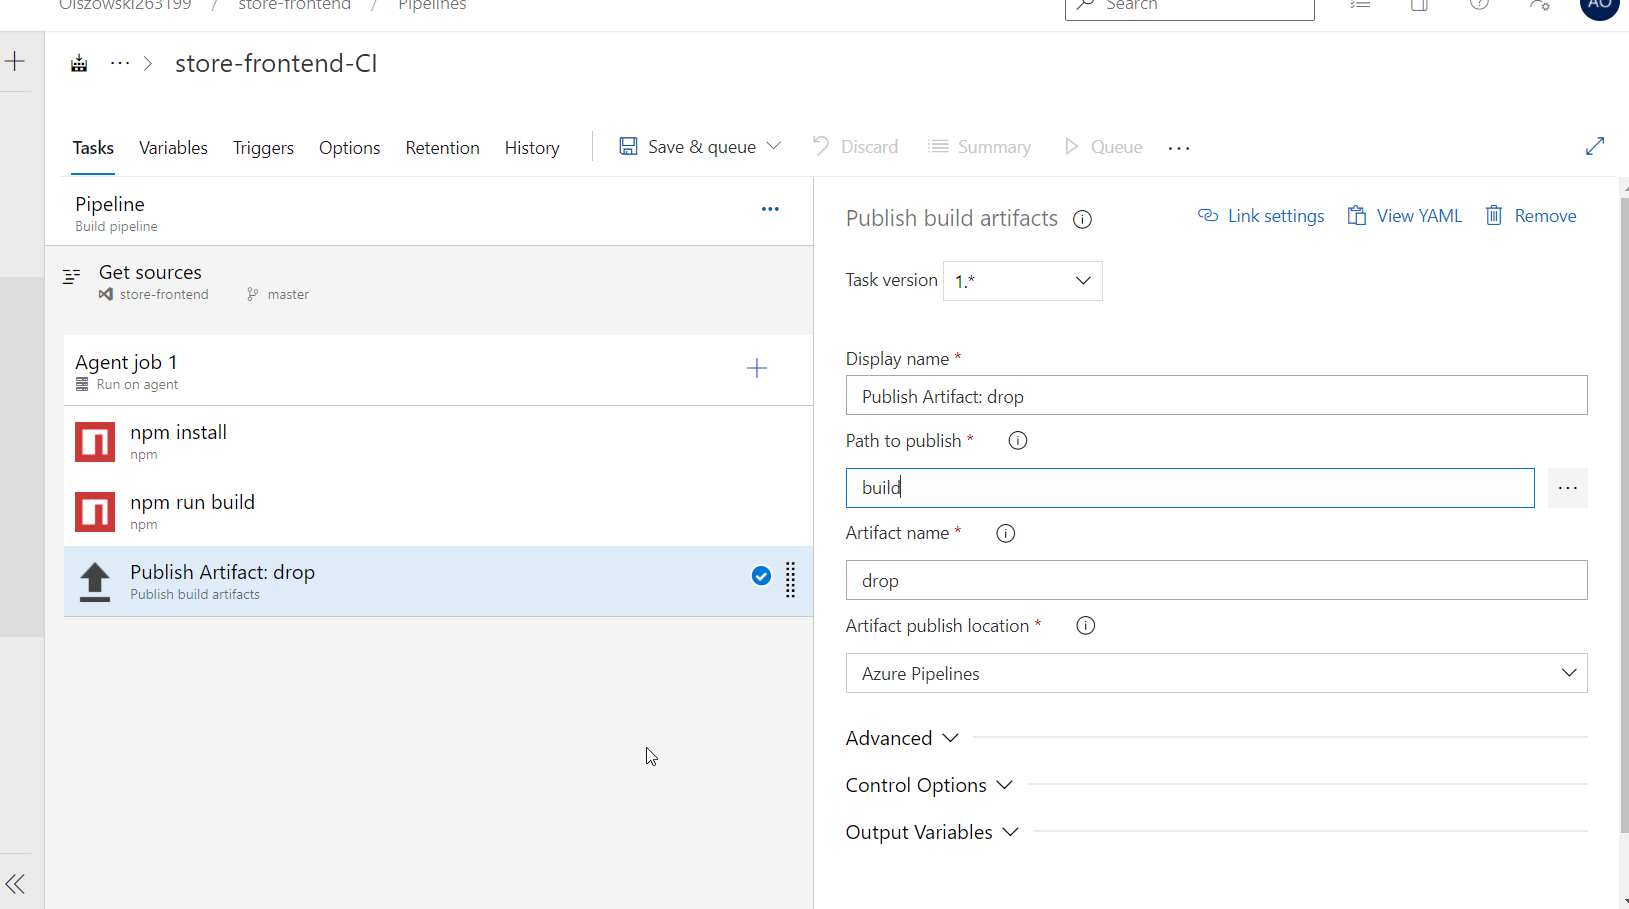 Olszowski263199 / store-frontend / Pipelines
Search
AO
store-frontend-CI
Tasks Variables Triggers Options Retention History Save & queue Discard Summary Queue
Pipeline
Build pipeline
Get sources
store-frontend master
Agent job 1
Run on agent
npm install
npm
npm run build
npm
Publish Artifact: drop
Publish build artifacts
Publish build artifacts
Link settings View YAML Remove
Task version 1.*
Display name *
Publish Artifact: drop
Path to publish *
build
Artifact name *
drop
Artifact publish location *
Azure Pipelines
Advanced
Control Options
Output Variables